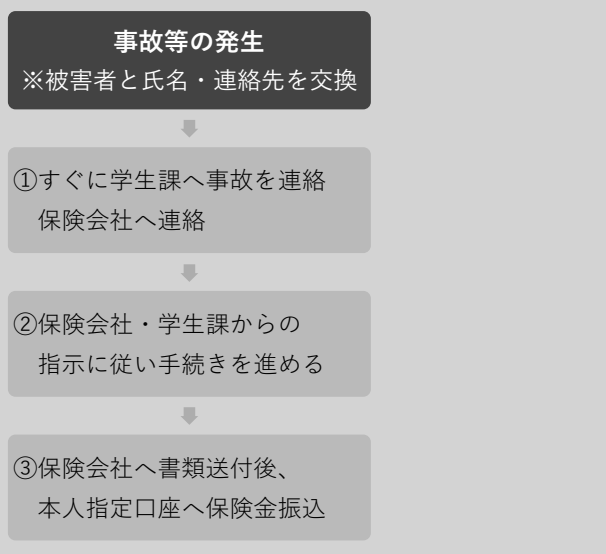 事故等の発生
※被害者と氏名・連絡先を交換
①すぐに学生課へ事故を連絡
保険会社へ連絡
②保険会社・学生課からの
指示に従い手続きを進める
③保険会社へ書類送付後、
本人指定口座へ保険金振込